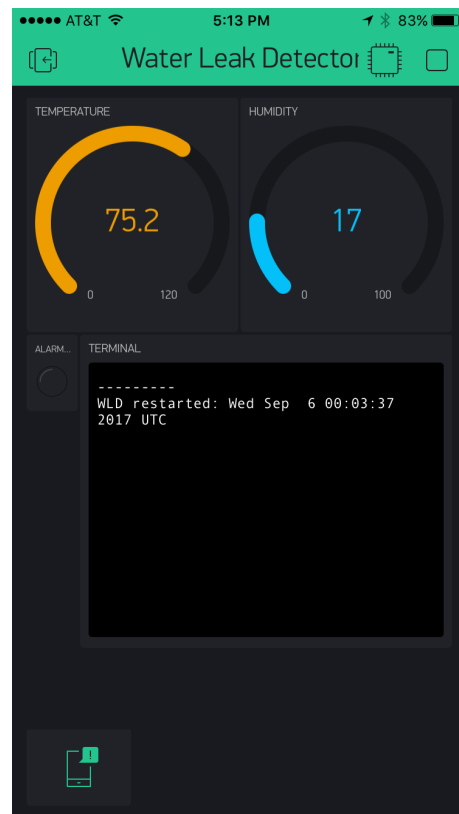 AT&T 5:13 PM 83%
Water Leak Detector
TEMPERATURE
75.2
0 120
HUMIDITY
17
0 100
ALARM...
TERMINAL
---------
WLD restarted: Wed Sep  6 00:03:37
2017 UTC
!